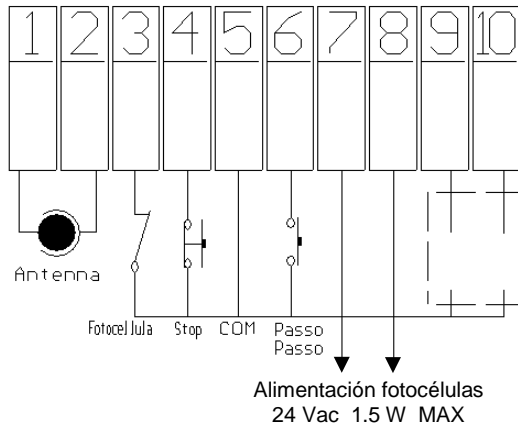 1 2 3 4 5 6 7 8 9 10
Antenna
Fotocellula Stop COM Passo
Passo
Alimentación fotocélulas
24 Vac 1.5 W MAX